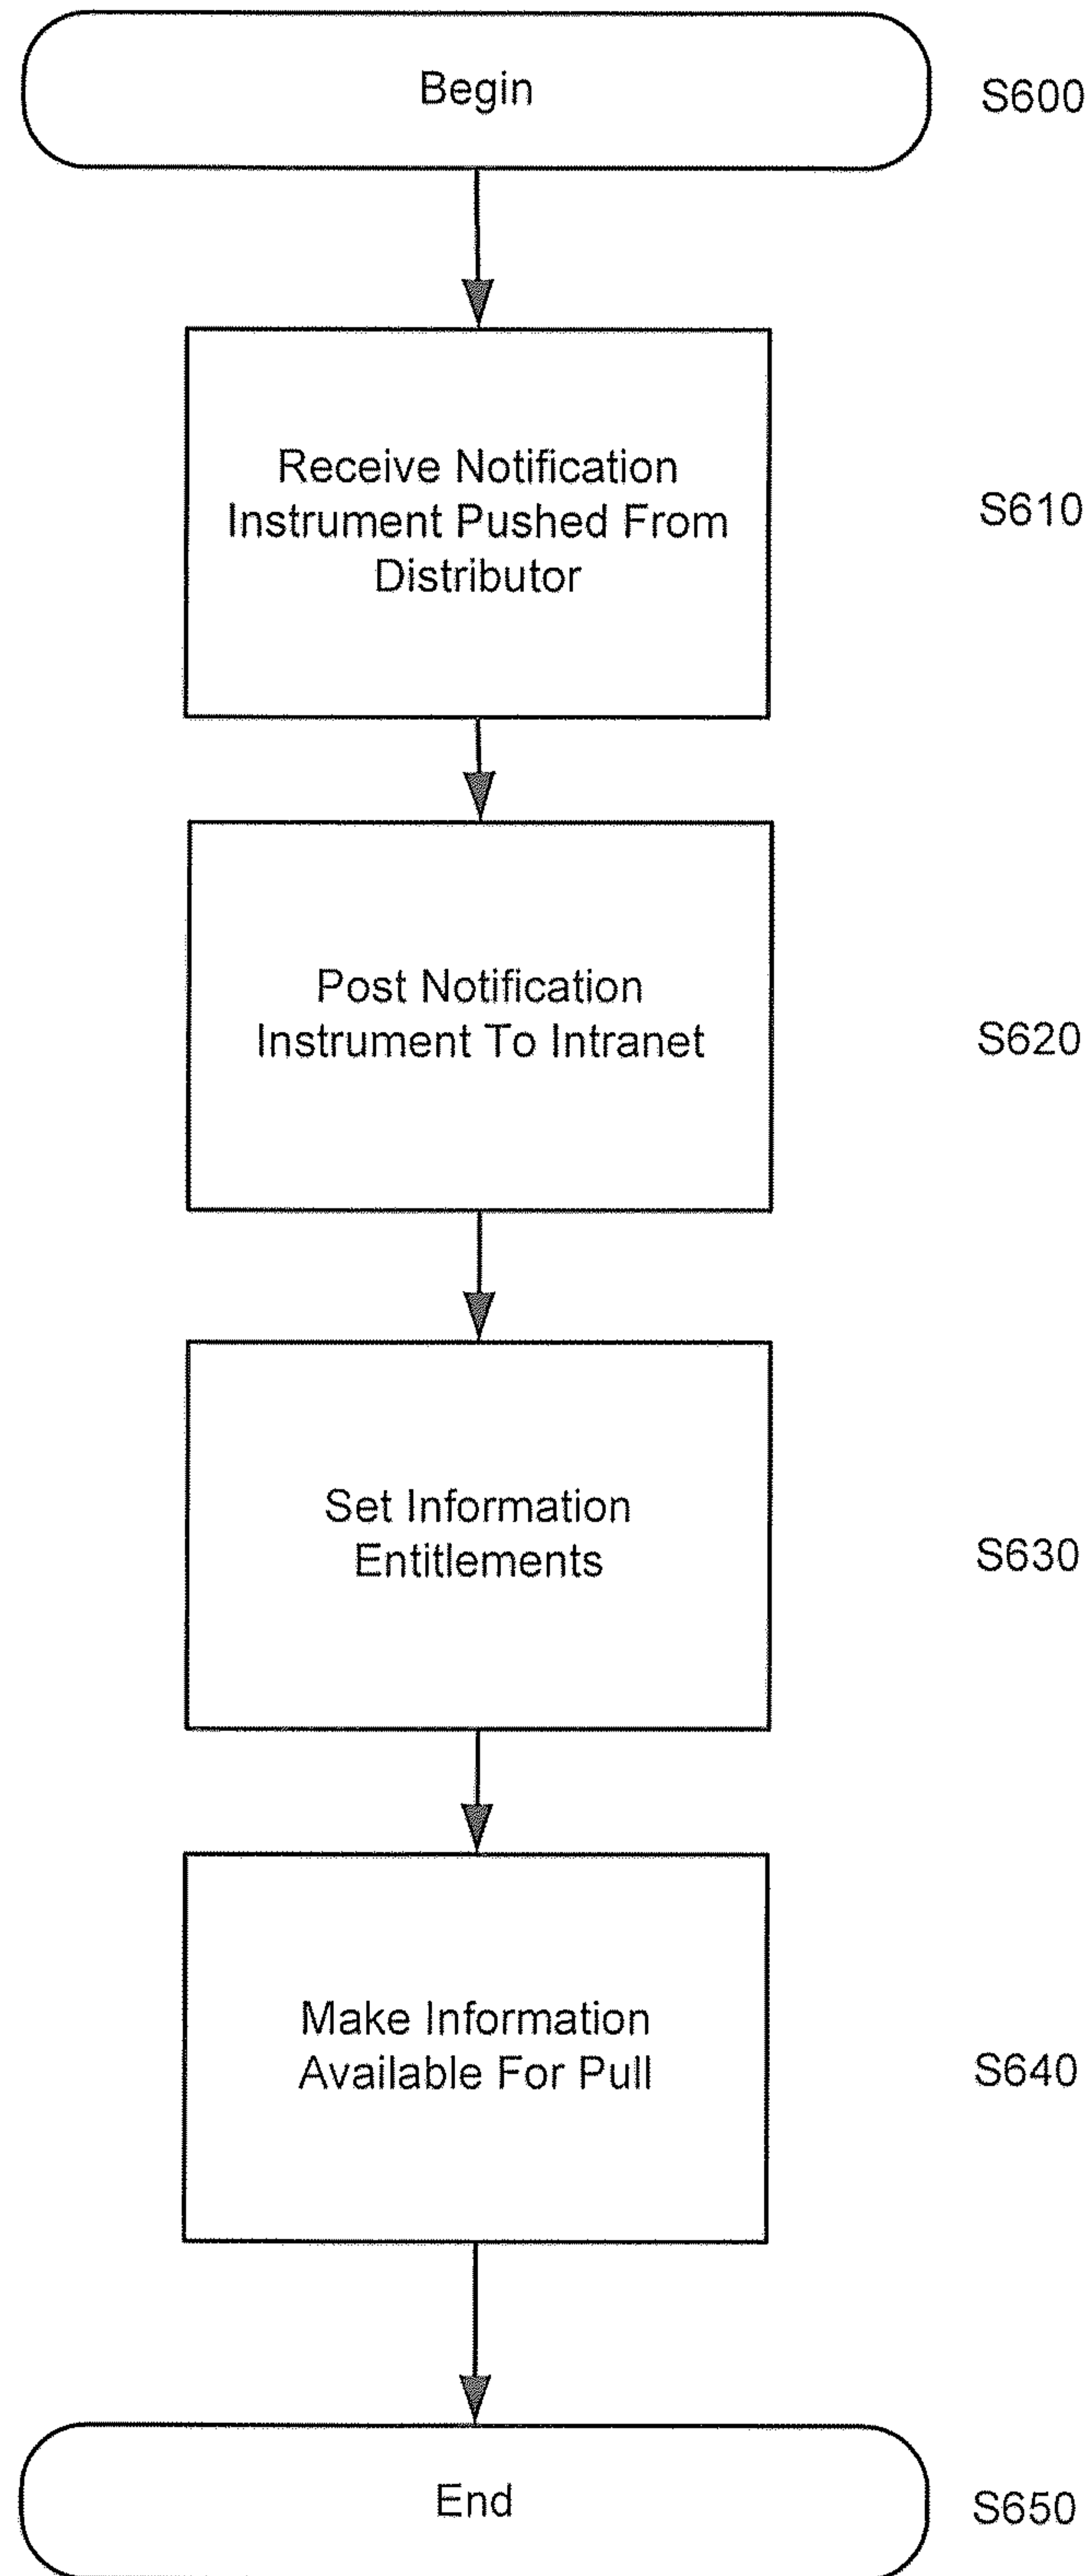 Begin
S600
Receive Notification
Instrument Pushed From
Distributor
S610
Post Notification
Instrument To Intranet
S620
Set Information
Entitlements
S630
Make Information
Available For Pull
S640
End
S650